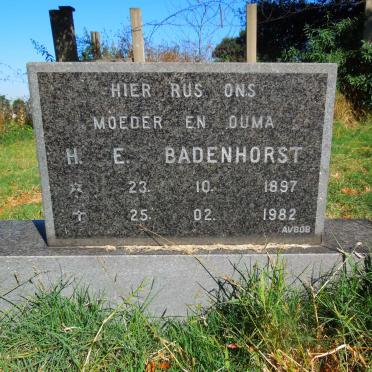 HIER RUS ONS
MOEDER EN OUMA
H. E. BADENHORST
☆ 23. 10. 1897
✝ 25. 02. 1982
AVBOB